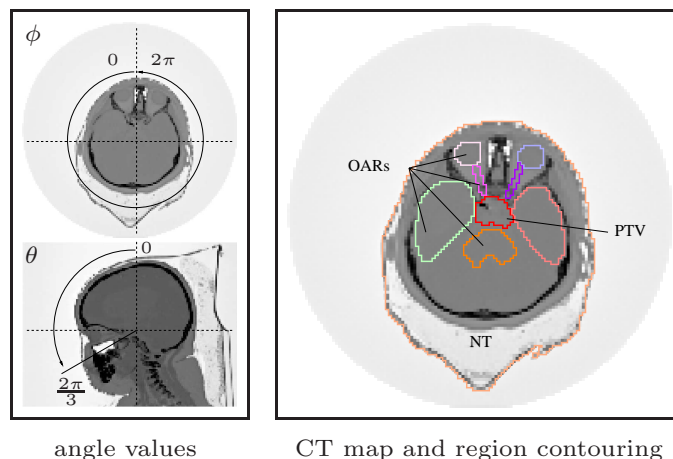 ϕ
0 2π
θ
0
2π
3
angle values
OARs
PTV
NT
CT map and region contouring